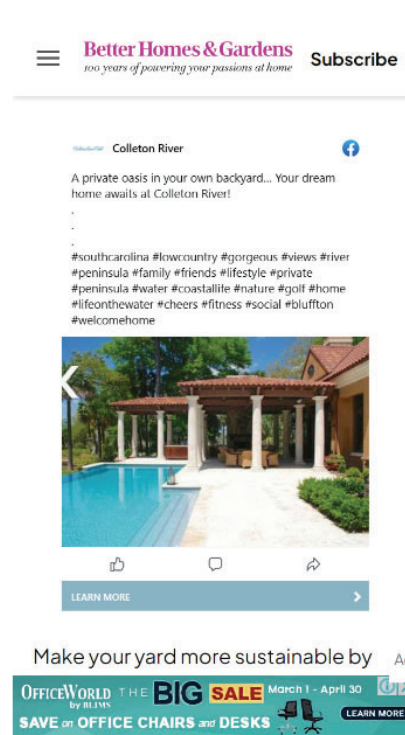 Better Homes & Gardens
100 years of powering your passions at home
Subscribe
Colleton River
A private oasis in your own backyard... Your dream
home awaits at Colleton River!
.
.
.
#southcarolina #lowcountry #gorgeous #views #river
#peninsula #family #friends #lifestyle #private
#peninsula #water #coastallife #nature #golf #home
#lifeonthewater #cheers #fitness #social #bluffton
#welcomehome
LEARN MORE
Make your yard more sustainable by
OFFICEWORLD THE BIG SALE March 1 - April 30
by BLIMS
SAVE on OFFICE CHAIRS and DESKS
LEARN MORE